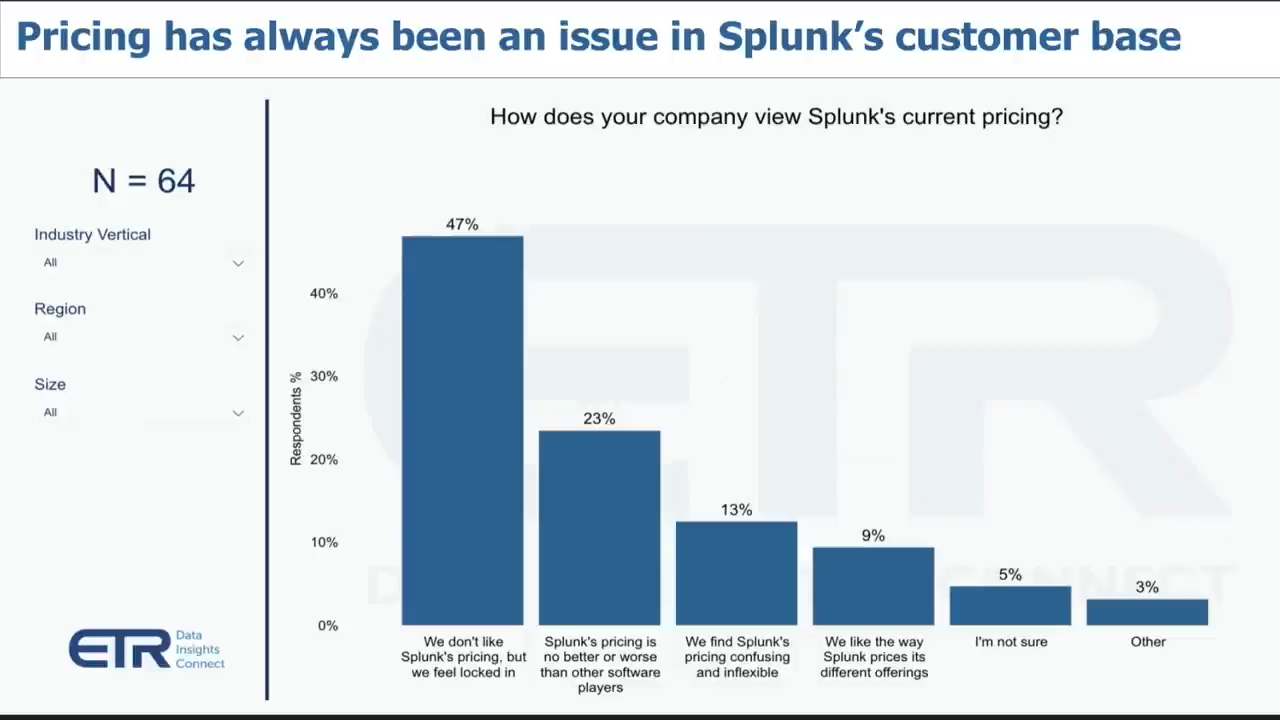 Pricing has always been an issue in Splunk's customer base
N = 64
Industry Vertical
All
Region
All
Size
All
ETR
Data
Insights
Connect
How does your company view Splunk's current pricing?
Respondents %
40%
30%
20%
10%
0%
47%
23%
13%
9%
5%
3%
We don't like
Splunk's pricing, but
we feel locked in
Splunk's pricing is
no better or worse
than other software
players
We find Splunk's
pricing confusing
and inflexible
We like the way
Splunk prices its
different offerings
I'm not sure
Other
ETR